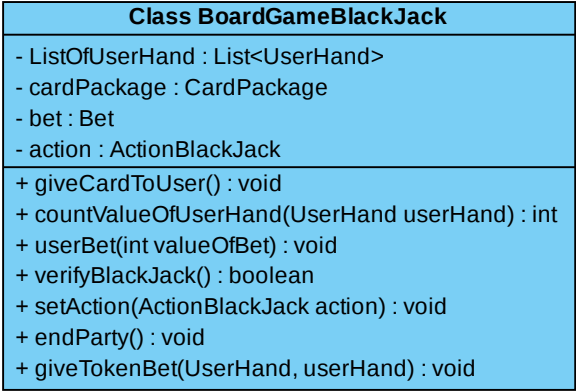 Class BoardGameBlackJack
- ListOfUserHand : List<UserHand>
- cardPackage : CardPackage
- bet : Bet
- action : ActionBlackJack
+ giveCardToUser() : void
+ countValueOfUserHand(UserHand userHand) : int
+ userBet(int valueOfBet) : void
+ verifyBlackJack() : boolean
+ setAction(ActionBlackJack action) : void
+ endParty() : void
+ giveTokenBet(UserHand, userHand) : void